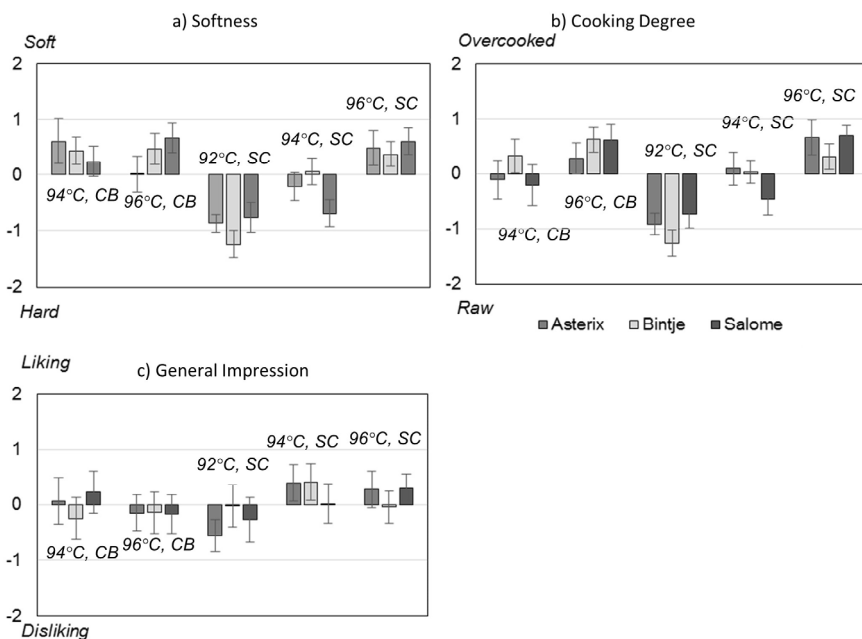 a) Softness
Soft
2
1
0
-1
-2
Hard
94°C, CB
96°C, CB
92°C, SC
94°C, SC
96°C, SC
b) Cooking Degree
Overcooked
2
1
0
-1
-2
Raw
94°C, CB
96°C, CB
92°C, SC
94°C, SC
96°C, SC
Asterix Bintje Salome
Liking
c) General Impression
2
1
0
-1
-2
Disliking
94°C, CB
96°C, CB
92°C, SC
94°C, SC
96°C, SC